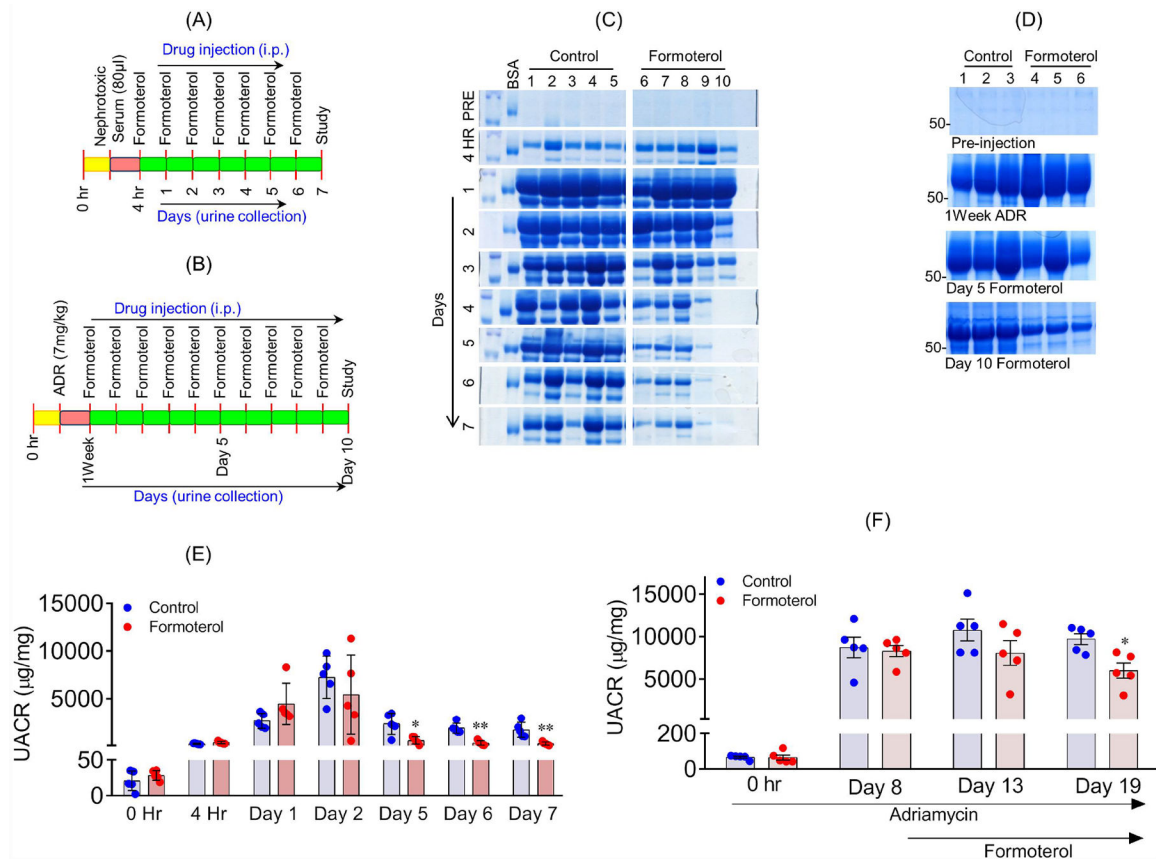 (A)
Drug injection (i.p.)
Nephrotoxic
Serum (80µl)
Formoterol
Formoterol
Formoterol
Formoterol
Formoterol
Formoterol
Formoterol
Study
0 hr
4 hr
1
2
3
4
5
6
7
Days (urine collection)
(B)
Drug injection (i.p.)
ADR (7mg/kg)
Formoterol
Formoterol
Formoterol
Formoterol
Formoterol
Formoterol
Formoterol
Formoterol
Formoterol
Formoterol
Study
0 hr
1Week
Day 5
Day 10
Days (urine collection)
(C)
BSA
Control
Formoterol
1 2 3 4 5 6 7 8 9 10
PRE
4 HR
1
2
3
4
5
6
7
Days
(D)
Control Formoterol
1 2 3 4 5 6
50-
Pre-injection
50-
1Week ADR
50-
Day 5 Formoterol
50-
Day 10 Formoterol
(E)
UACR (µg/mg)
15000
10000
5000
50
0
Control
Formoterol
* ** **
0 Hr 4 Hr Day 1 Day 2 Day 5 Day 6 Day 7
(F)
UACR (µg/mg)
15000
10000
5000
200
0
Control
Formoterol
*
0 hr Day 8 Day 13 Day 19
Adriamycin
Formoterol